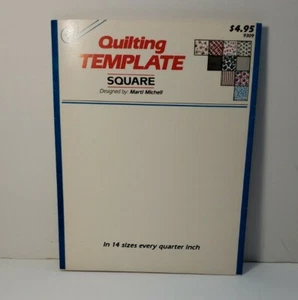 $4.95
Quilting
TEMPLATE
SQUARE
Designed by: Marti Michell
In 14 sizes every quarter inch